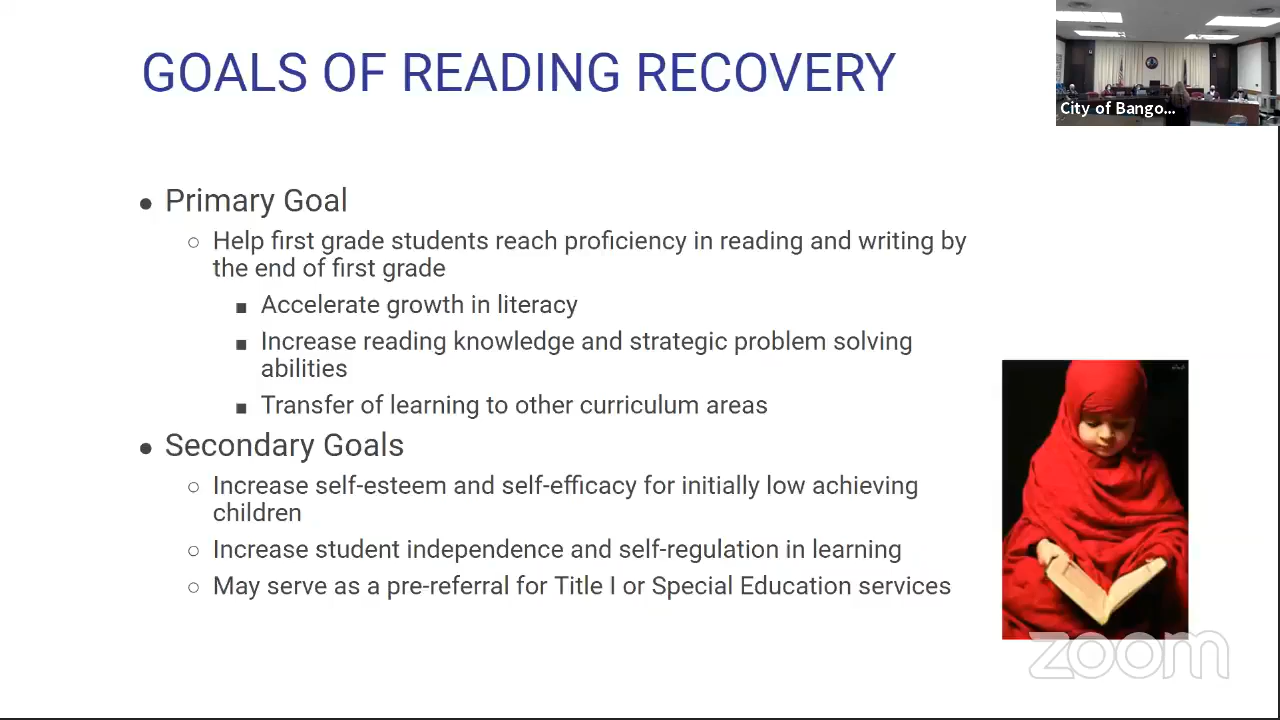 GOALS OF READING RECOVERY
City of Bango...
● Primary Goal
○ Help first grade students reach proficiency in reading and writing by
the end of first grade
■ Accelerate growth in literacy
■ Increase reading knowledge and strategic problem solving
abilities
■ Transfer of learning to other curriculum areas
● Secondary Goals
○ Increase self-esteem and self-efficacy for initially low achieving
children
○ Increase student independence and self-regulation in learning
○ May serve as a pre-referral for Title I or Special Education services
zoom